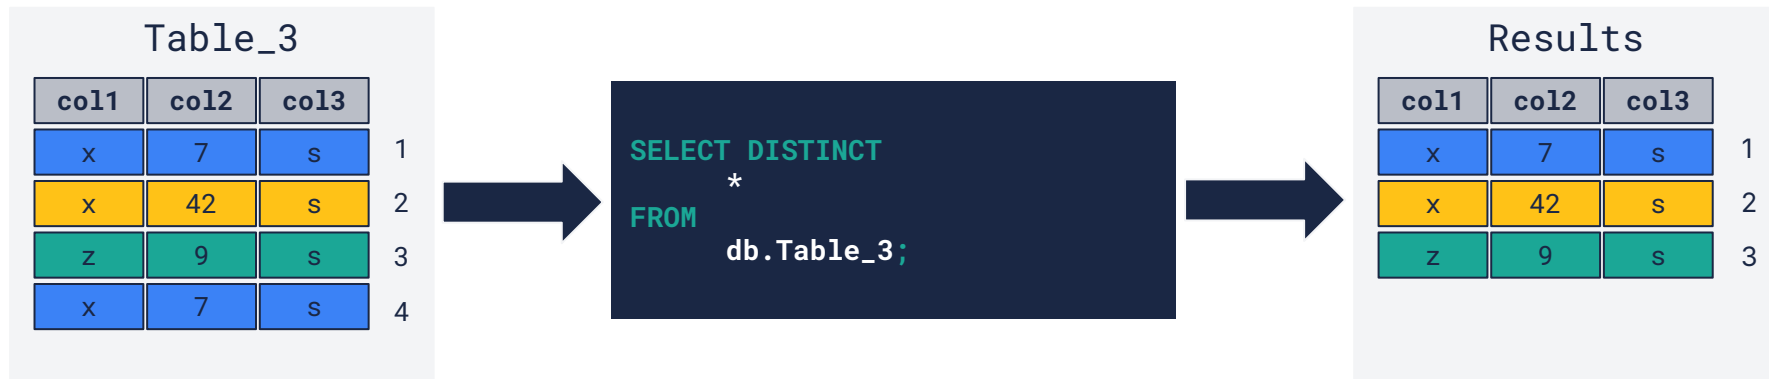 Table_3
col1 col2 col3
x 7 s 1
x 42 s 2
z 9 s 3
x 7 s 4
SELECT DISTINCT
*
FROM
db.Table_3;
Results
col1 col2 col3
x 7 s 1
x 42 s 2
z 9 s 3